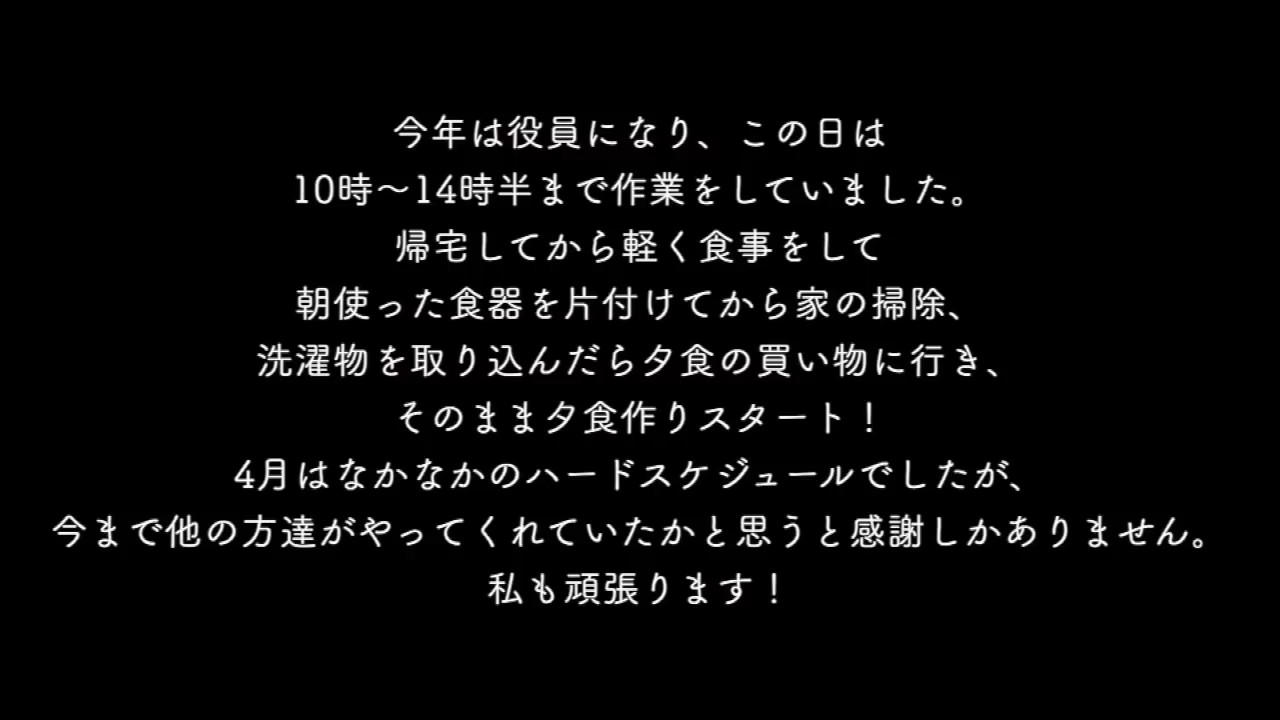 今年は役員になり、この日は
10時〜14時半まで作業をしていました。
帰宅してから軽く食事をして
朝使った食器を片付けてから家の掃除、
洗濯物を取り込んだら夕食の買い物に行き、
そのまま夕食作りスタート！
4月はなかなかのハードスケジュールでしたが、
今まで他の方達がやってくれていたかと思うと感謝しかありません。
私も頑張ります！